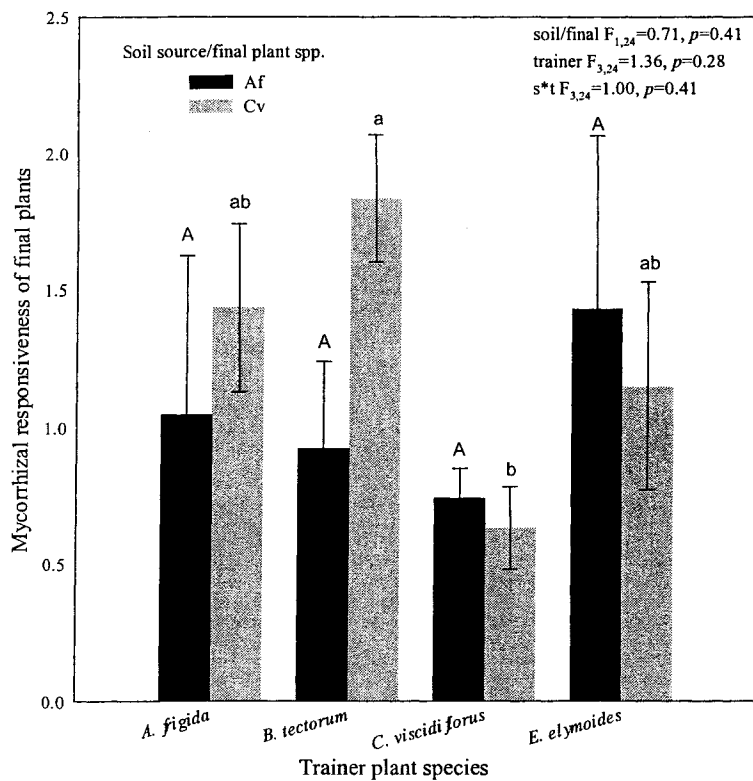 2.5
2.0
1.5
1.0
0.5
0.0
Mycorrhizal responsiveness of final plants
Soil source/final plant spp.
Af
Cv
soil/final F1,24=0.71, p=0.41
trainer F3,24=1.36, p=0.28
s*t F3,24=1.00, p=0.41
A
ab
A
a
A
b
A
ab
A. frigida
B. tectorum
C. viscidiflorus
E. elymoides
Trainer plant species